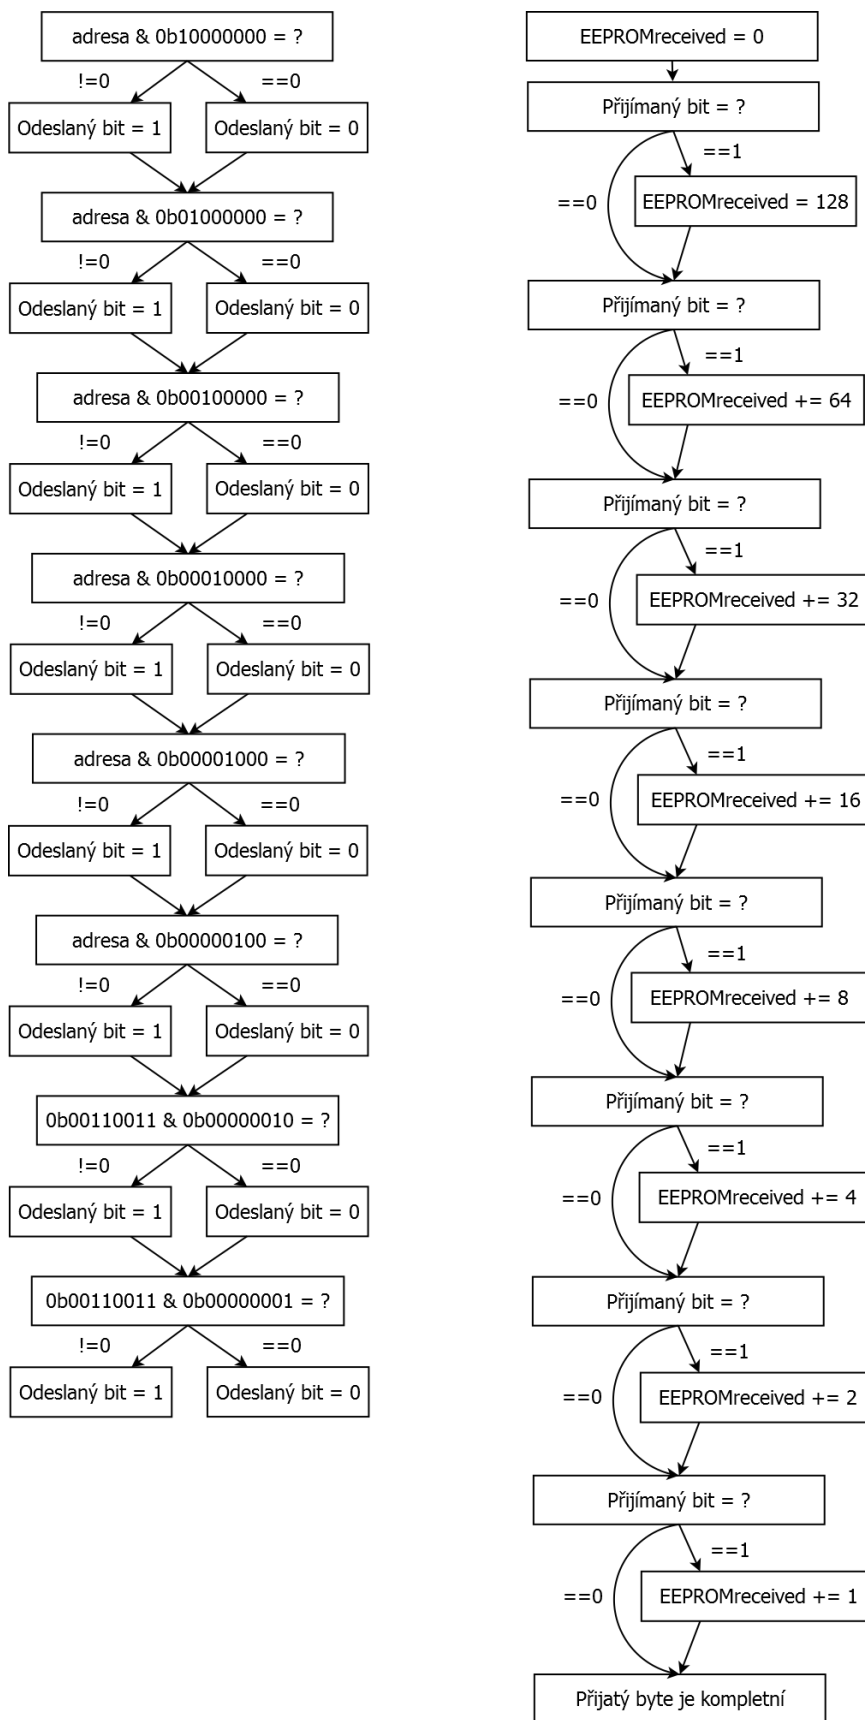 adresa & 0b10000000 = ?
!=0
==0
Odeslaný bit = 1
Odeslaný bit = 0
adresa & 0b01000000 = ?
!=0
==0
Odeslaný bit = 1
Odeslaný bit = 0
adresa & 0b00100000 = ?
!=0
==0
Odeslaný bit = 1
Odeslaný bit = 0
adresa & 0b00010000 = ?
!=0
==0
Odeslaný bit = 1
Odeslaný bit = 0
adresa & 0b00001000 = ?
!=0
==0
Odeslaný bit = 1
Odeslaný bit = 0
adresa & 0b00000100 = ?
!=0
==0
Odeslaný bit = 1
Odeslaný bit = 0
0b00110011 & 0b00000010 = ?
!=0
==0
Odeslaný bit = 1
Odeslaný bit = 0
0b00110011 & 0b00000001 = ?
!=0
==0
Odeslaný bit = 1
Odeslaný bit = 0
EEPROMreceived = 0
Přijímaný bit = ?
==1
==0
EEPROMreceived = 128
Přijímaný bit = ?
==1
==0
EEPROMreceived += 64
Přijímaný bit = ?
==1
==0
EEPROMreceived += 32
Přijímaný bit = ?
==1
==0
EEPROMreceived += 16
Přijímaný bit = ?
==1
==0
EEPROMreceived += 8
Přijímaný bit = ?
==1
==0
EEPROMreceived += 4
Přijímaný bit = ?
==1
==0
EEPROMreceived += 2
Přijímaný bit = ?
==1
==0
EEPROMreceived += 1
Přijatý byte je kompletní